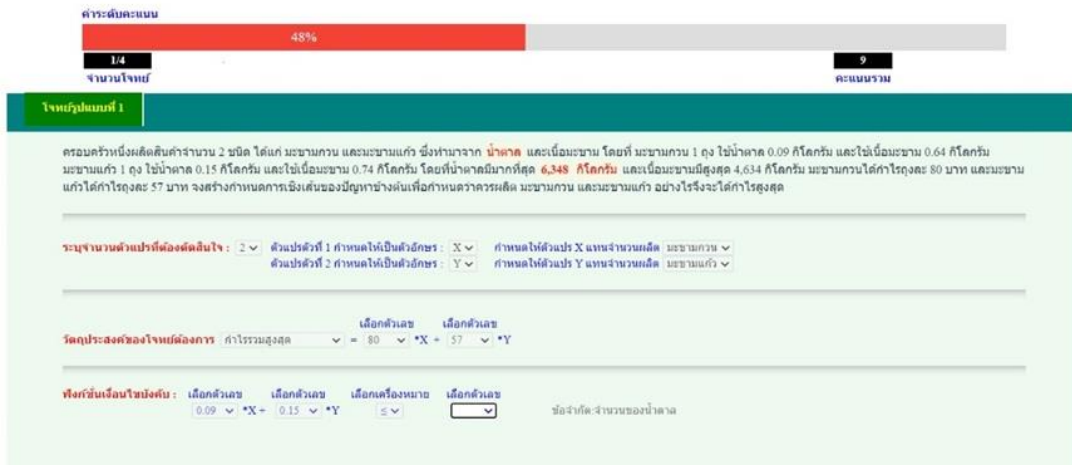 ค่าระดับคะแนน
48%
1/4
9
จำนวนโจทย์
คะแนนรวม
โจทย์รูปแบบที่ 1
ครอบครัวหนึ่งผลิตสินค้าจำนวน 2 ชนิด ได้แก่ มะขามกวน และมะขามแก้ว ซึ่งทำมาจาก น้ำตาล และเนื้อมะขาม โดยที่ มะขามกวน 1 ถุง ใช้น้ำตาล 0.09 กิโลกรัม และใช้เนื้อมะขาม 0.64 กิโลกรัม
มะขามแก้ว 1 ถุง ใช้น้ำตาล 0.15 กิโลกรัม และใช้เนื้อมะขาม 0.74 กิโลกรัม โดยที่น้ำตาลมีมากที่สุด 6,348 กิโลกรัม และเนื้อมะขามมีสูงสุด 4,634 กิโลกรัม มะขามกวนได้กำไรถุงละ 80 บาท และมะขาม
แก้วได้กำไรถุงละ 57 บาท จงสร้างกำหนดการเชิงเส้นของปัญหาข้างต้นเพื่อกำหนดว่าควรผลิต มะขามกวน และมะขามแก้ว อย่างไรจึงจะได้กำไรสูงสุด
ระบุจำนวนตัวแปรที่ต้องตัดสินใจ : 2 ตัวแปรตัวที่ 1 กำหนดให้เป็นตัวอักษร : X กำหนดให้ตัวแปร X แทนจำนวนผลิต มะขามกวน
ตัวแปรตัวที่ 2 กำหนดให้เป็นตัวอักษร : Y กำหนดให้ตัวแปร Y แทนจำนวนผลิต มะขามแก้ว
เลือกตัวเลข เลือกตัวเลข
วัตถุประสงค์ของโจทย์ต้องการ กำไรรวมสูงสุด = 80 *X + 57 *Y
ฟังก์ชั่นเงื่อนไขบังคับ : เลือกตัวเลข เลือกตัวเลข เลือกเครื่องหมาย เลือกตัวเลข
0.09 *X + 0.15 *Y ≤ ข้อจำกัด:จำนวนของน้ำตาล